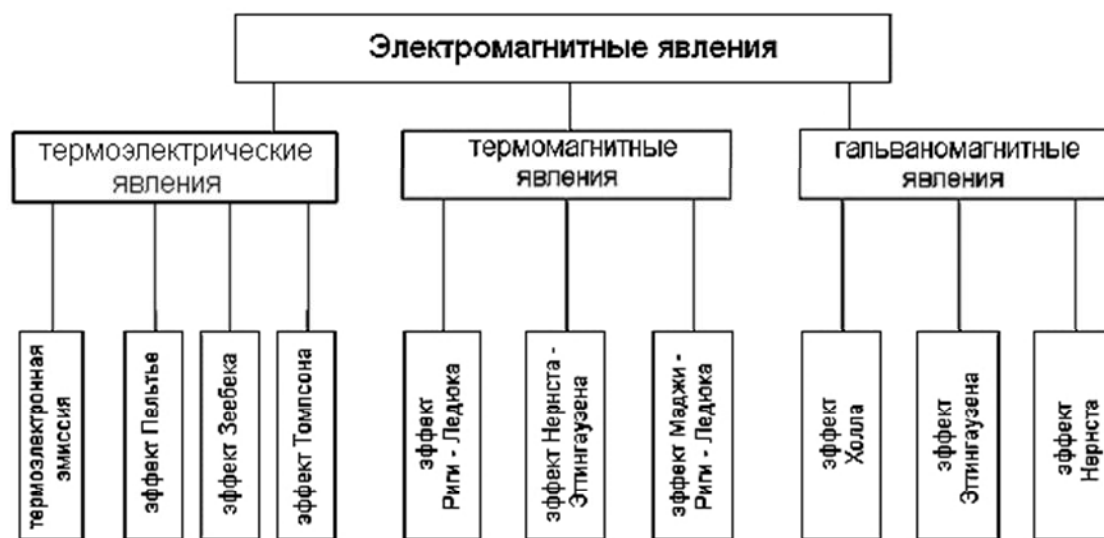 Электромагнитные явления
термоэлектрические
явления
термомагнитные
явления
гальваномагнитные
явления
термоэлектронная
эмиссия
эффект Пельтье
эффект Зеебека
эффект Томпсона
эффект
Риги - Ледюка
эффект Нернста -
Эттингаузена
эффект Маджи -
Риги - Ледюка
эффект
Холла
эффект
Эттингаузена
эффект
Нернста